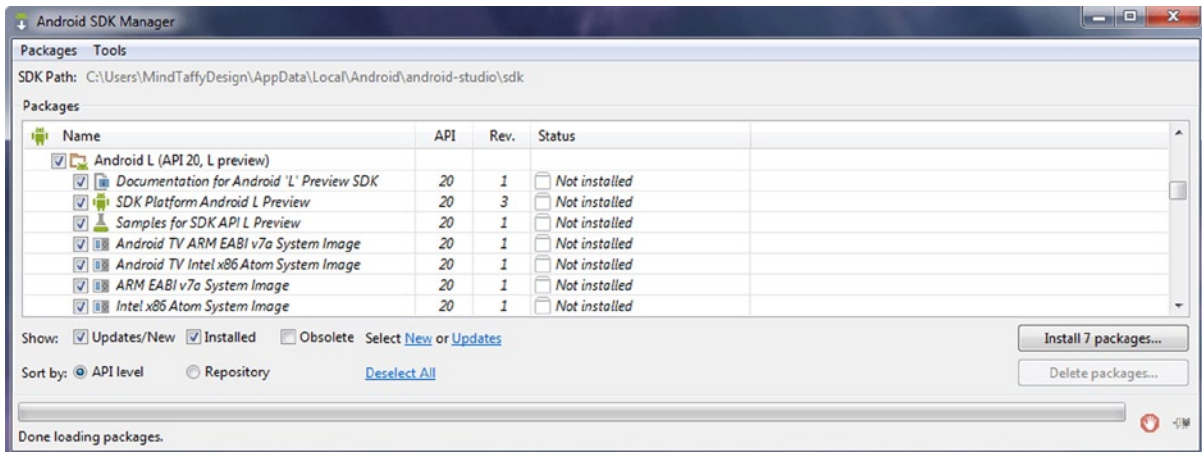 Android SDK Manager
Packages Tools
SDK Path: C:\Users\MindTaffyDesign\AppData\Local\Android\android-studio\sdk
Packages
Name API Rev. Status
Android L (API 20, L preview)
Documentation for Android 'L' Preview SDK 20 1 Not installed
SDK Platform Android L Preview 20 3 Not installed
Samples for SDK API L Preview 20 1 Not installed
Android TV ARM EABI v7a System Image 20 1 Not installed
Android TV Intel x86 Atom System Image 20 1 Not installed
ARM EABI v7a System Image 20 1 Not installed
Intel x86 Atom System Image 20 1 Not installed
Show: Updates/New Installed Obsolete Select New or Updates Install 7 packages...
Sort by: API level Repository Deselect All Delete packages...
Done loading packages.